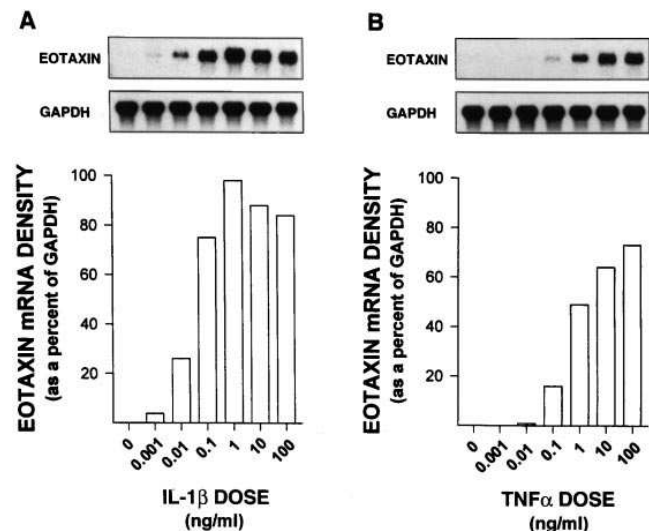 A
EOTAXIN
GAPDH
EOTAXIN mRNA DENSITY
(as a percent of GAPDH)
100
80
60
40
20
0 0.001 0.01 0.1 1 10 100
IL-1β DOSE
(ng/ml)
B
EOTAXIN
GAPDH
EOTAXIN mRNA DENSITY
(as a percent of GAPDH)
100
80
60
40
20
0 0.001 0.01 0.1 1 10 100
TNFα DOSE
(ng/ml)